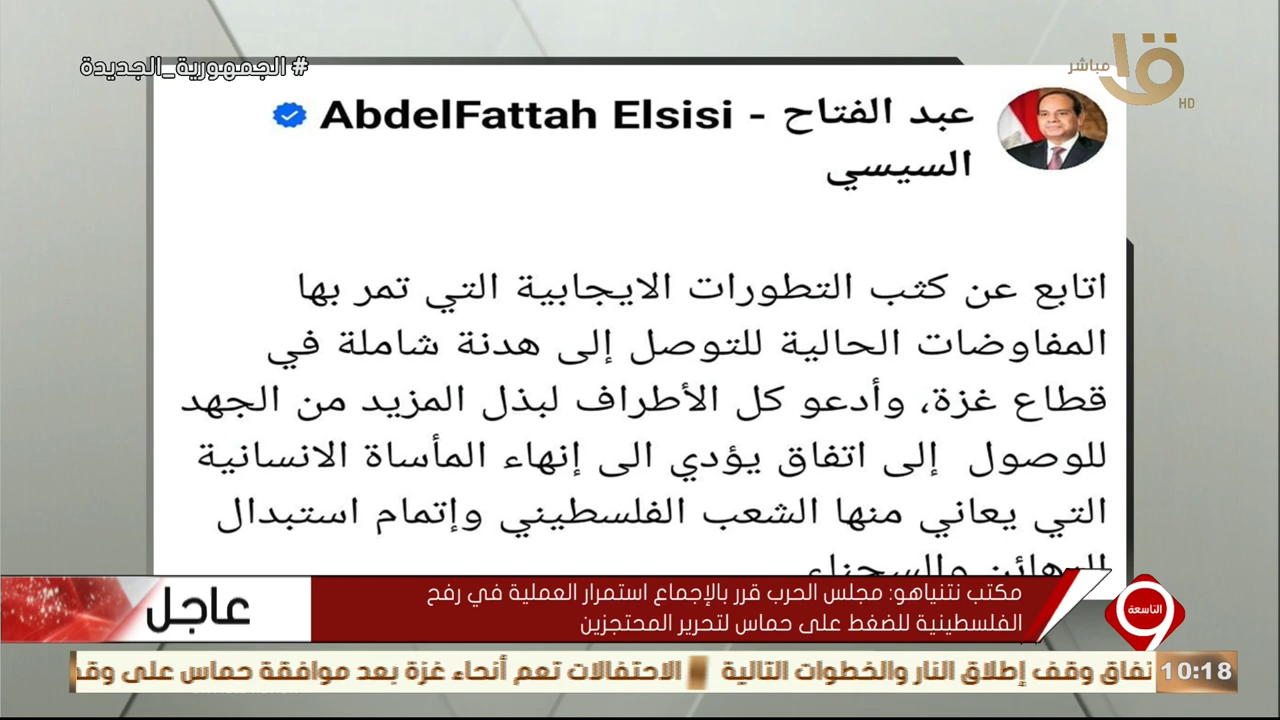 # الجمهورية_الجديدة
مباشر
HD
عبد الفتاح - AbdelFattah Elsisi
السيسي
اتابع عن كثب التطورات الايجابية التي تمر بها
المفاوضات الحالية للتوصل إلى هدنة شاملة في
قطاع غزة، وأدعو كل الأطراف لبذل المزيد من الجهد
للوصول إلى اتفاق يؤدي الى إنهاء المأساة الانسانية
التي يعاني منها الشعب الفلسطيني وإتمام استبدال
الرهائن والسجناء
عاجل
مكتب نتنياهو: مجلس الحرب قرر بالإجماع استمرار العملية في رفح
الفلسطينية للضغط على حماس لتحرير المحتجزين
التاسعة
9
وقف إطلاق النار والخطوات التالية الاحتفالات تعم أنحاء غزة بعد موافقة حماس على
10:18